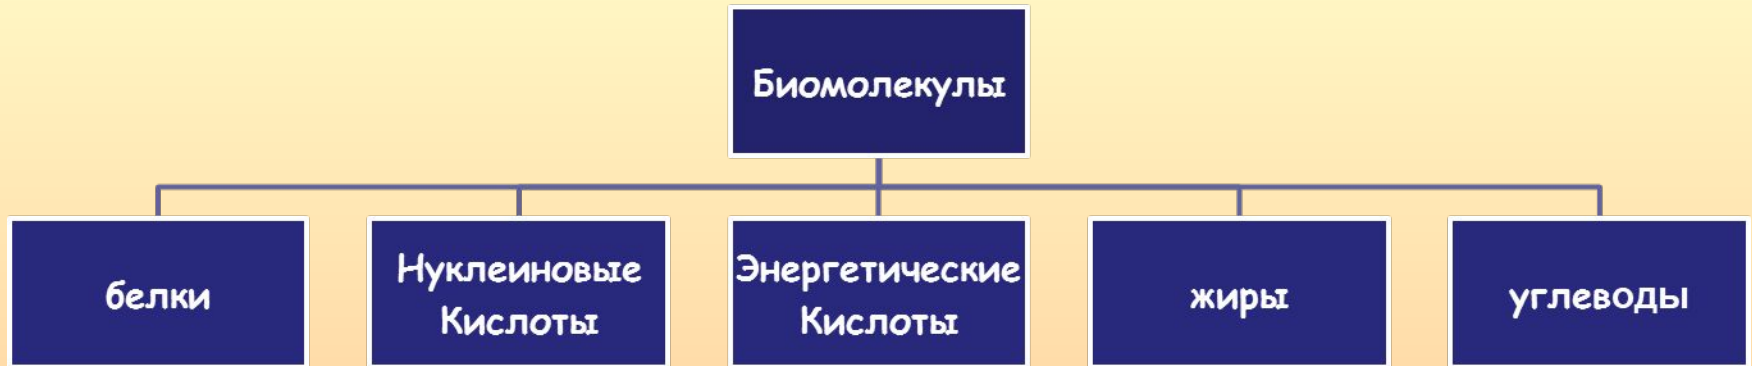 Биомолекулы
белки
Нуклеиновые
Кислоты
Энергетические
Кислоты
жиры
углеводы